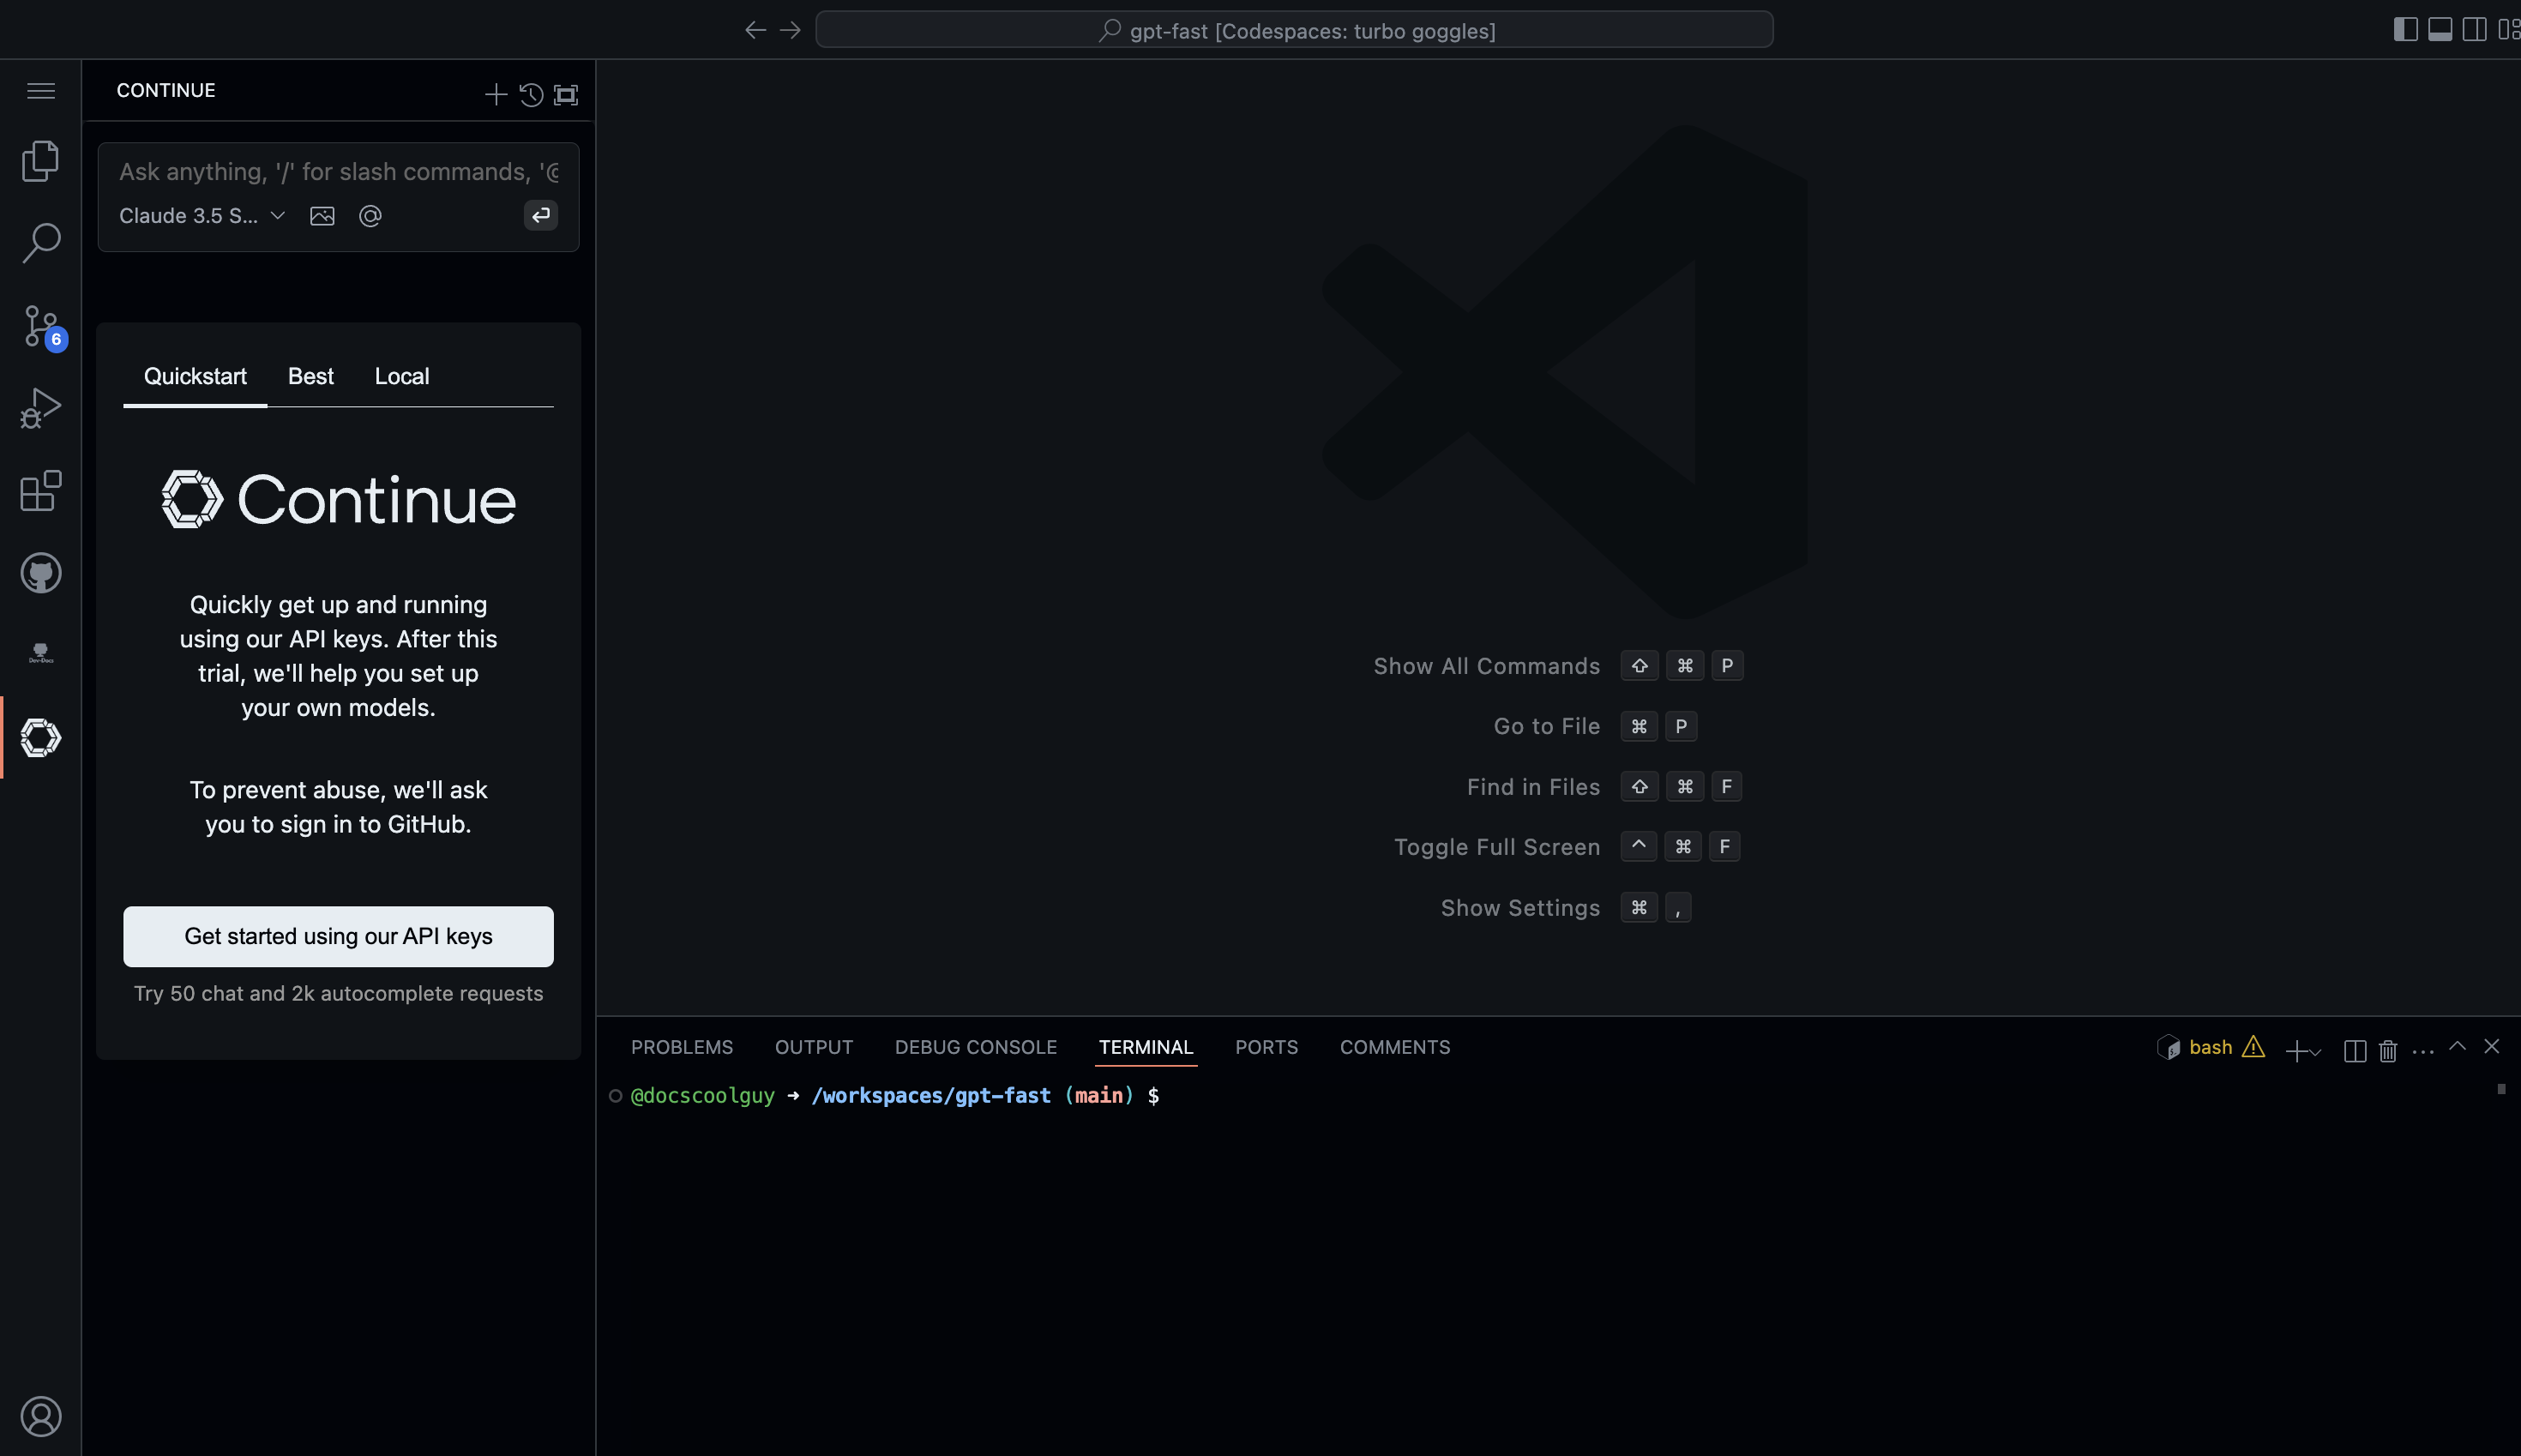 gpt-fast [Codespaces: turbo goggles]
CONTINUE
Ask anything, '/' for slash commands, '@
Claude 3.5 S...
6
Quickstart Best Local
Continue
Quickly get up and running
using our API keys. After this
trial, we'll help you set up
your own models.
To prevent abuse, we'll ask
you to sign in to GitHub.
Get started using our API keys
Try 50 chat and 2k autocomplete requests
Dev-Docs
Show All Commands ⇧ ⌘ P
Go to File ⌘ P
Find in Files ⇧ ⌘ F
Toggle Full Screen ^ ⌘ F
Show Settings ⌘ ,
PROBLEMS OUTPUT DEBUG CONSOLE TERMINAL PORTS COMMENTS
bash
@docscoolguy ➜ /workspaces/gpt-fast (main) $